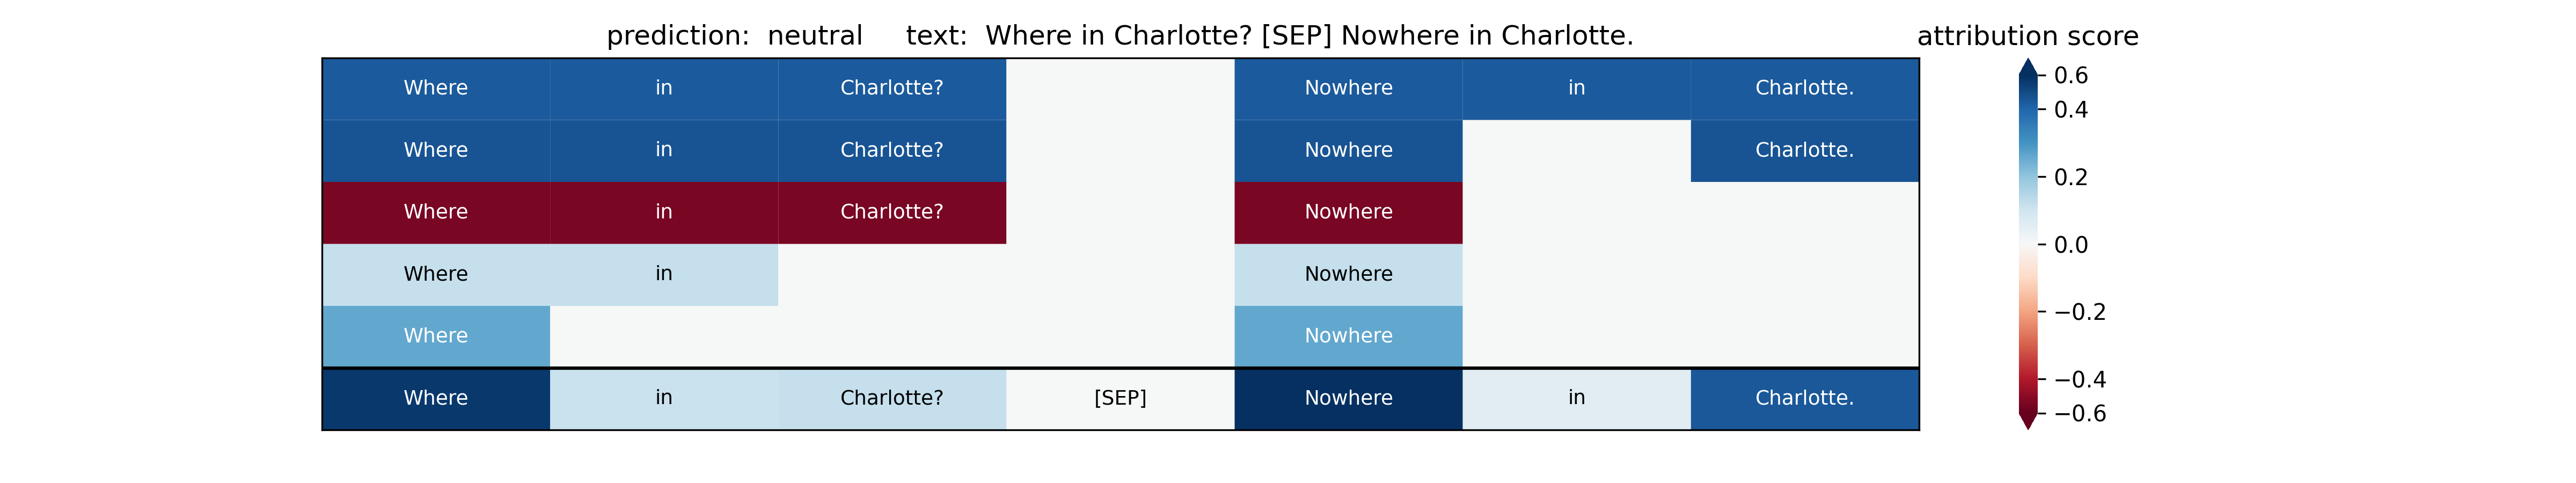 prediction: neutral text: Where in Charlotte? [SEP] Nowhere in Charlotte.
attribution score
Where in Charlotte? Nowhere in Charlotte.
Where in Charlotte? Nowhere Charlotte.
Where in Charlotte? Nowhere
Where in Nowhere
Where Nowhere
Where in Charlotte? [SEP] Nowhere in Charlotte.
0.6
0.4
0.2
0.0
−0.2
−0.4
−0.6